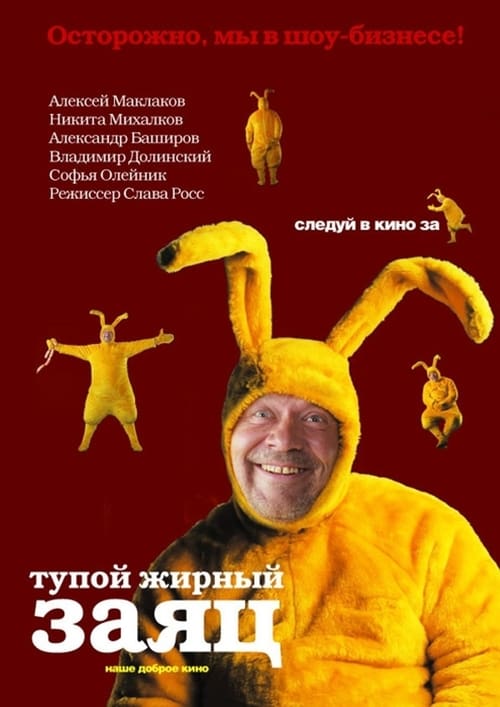 Осторожно, мы в шоу-бизнесе!
Алексей Маклаков
Никита Михалков
Александр Баширов
Владимир Долинский
Софья Олейник
Режиссер Слава Росс
следуй в кино за
тупой жирный
заяц
наше доброе кино